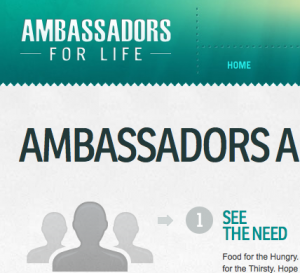 AMBASSADORS
FOR LIFE
HOME
AMBASSADORS A
1
SEE
THE NEED
Food for the Hungry.
for the Thirsty. Hope